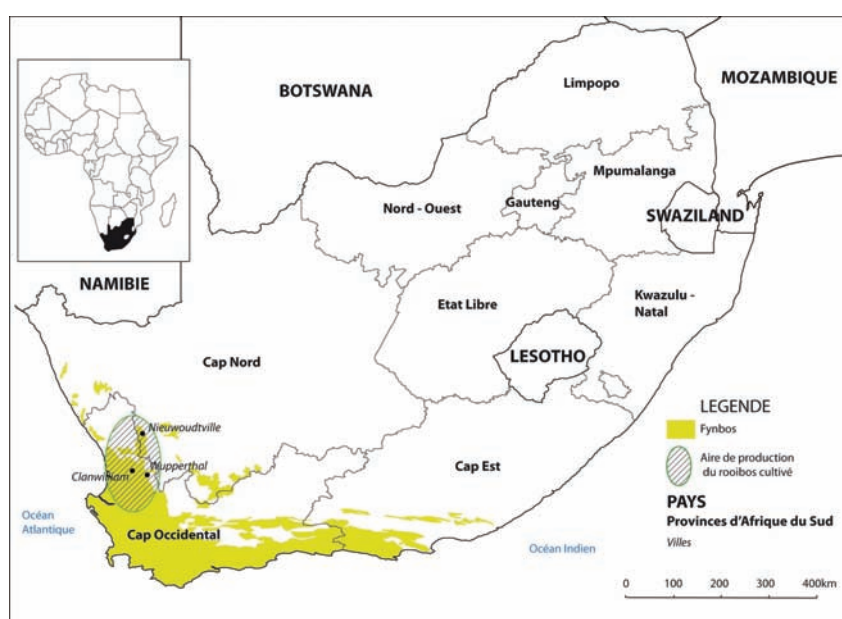 BOTSWANA
MOZAMBIQUE
Limpopo
Mpumalanga
Nord - Ouest
Gauteng
SWAZILAND
NAMIBIE
Etat Libre
Kwazulu -
Natal
LESOTHO
Cap Nord
Nieuwoudtville
Wupperthal
Clanwilliam
Cap Est
Cap Occidental
Océan
Atlantique
Océan Indien
LEGENDE
Fynbos
Aire de production
du rooibos cultivé
PAYS
Provinces d'Afrique du Sud
Villes
0 100 200 300 400km